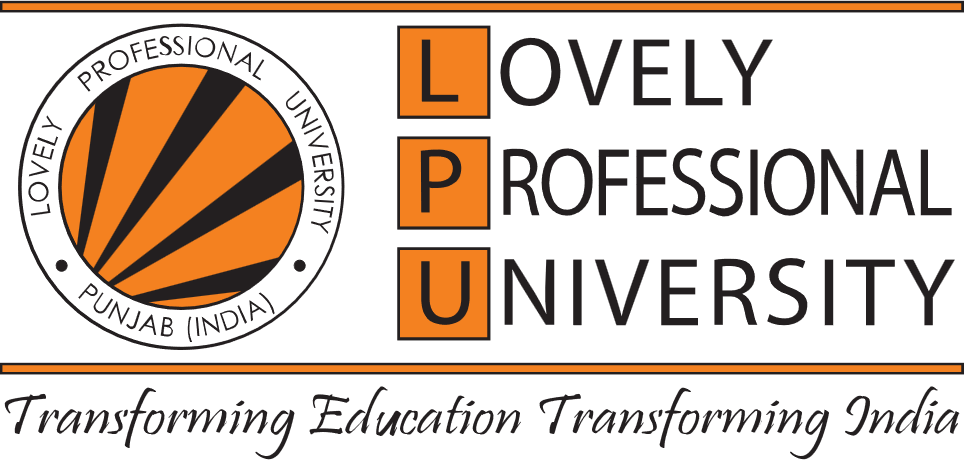 LOVELY PROFESSIONAL UNIVERSITY
PUNJAB (INDIA)
LOVELY
PROFESSIONAL
UNIVERSITY
Transforming Education Transforming India